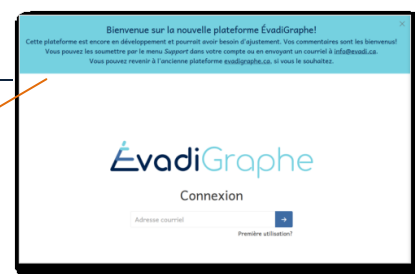 Bienvenue sur la nouvelle plateforme ÉvadiGraphe!
Cette plateforme est encore en développement et pourrait avoir besoin d'ajustement. Vos commentaires sont les bienvenus!
Vous pouvez les soumettre par le menu Support dans votre compte ou en envoyant un courriel à info@evadi.ca.
Vous pouvez revenir à l'ancienne plateforme evadigraphe.ca, si vous le souhaitez.
ÉvadiGraphe
Connexion
Adresse courriel
Première utilisation?